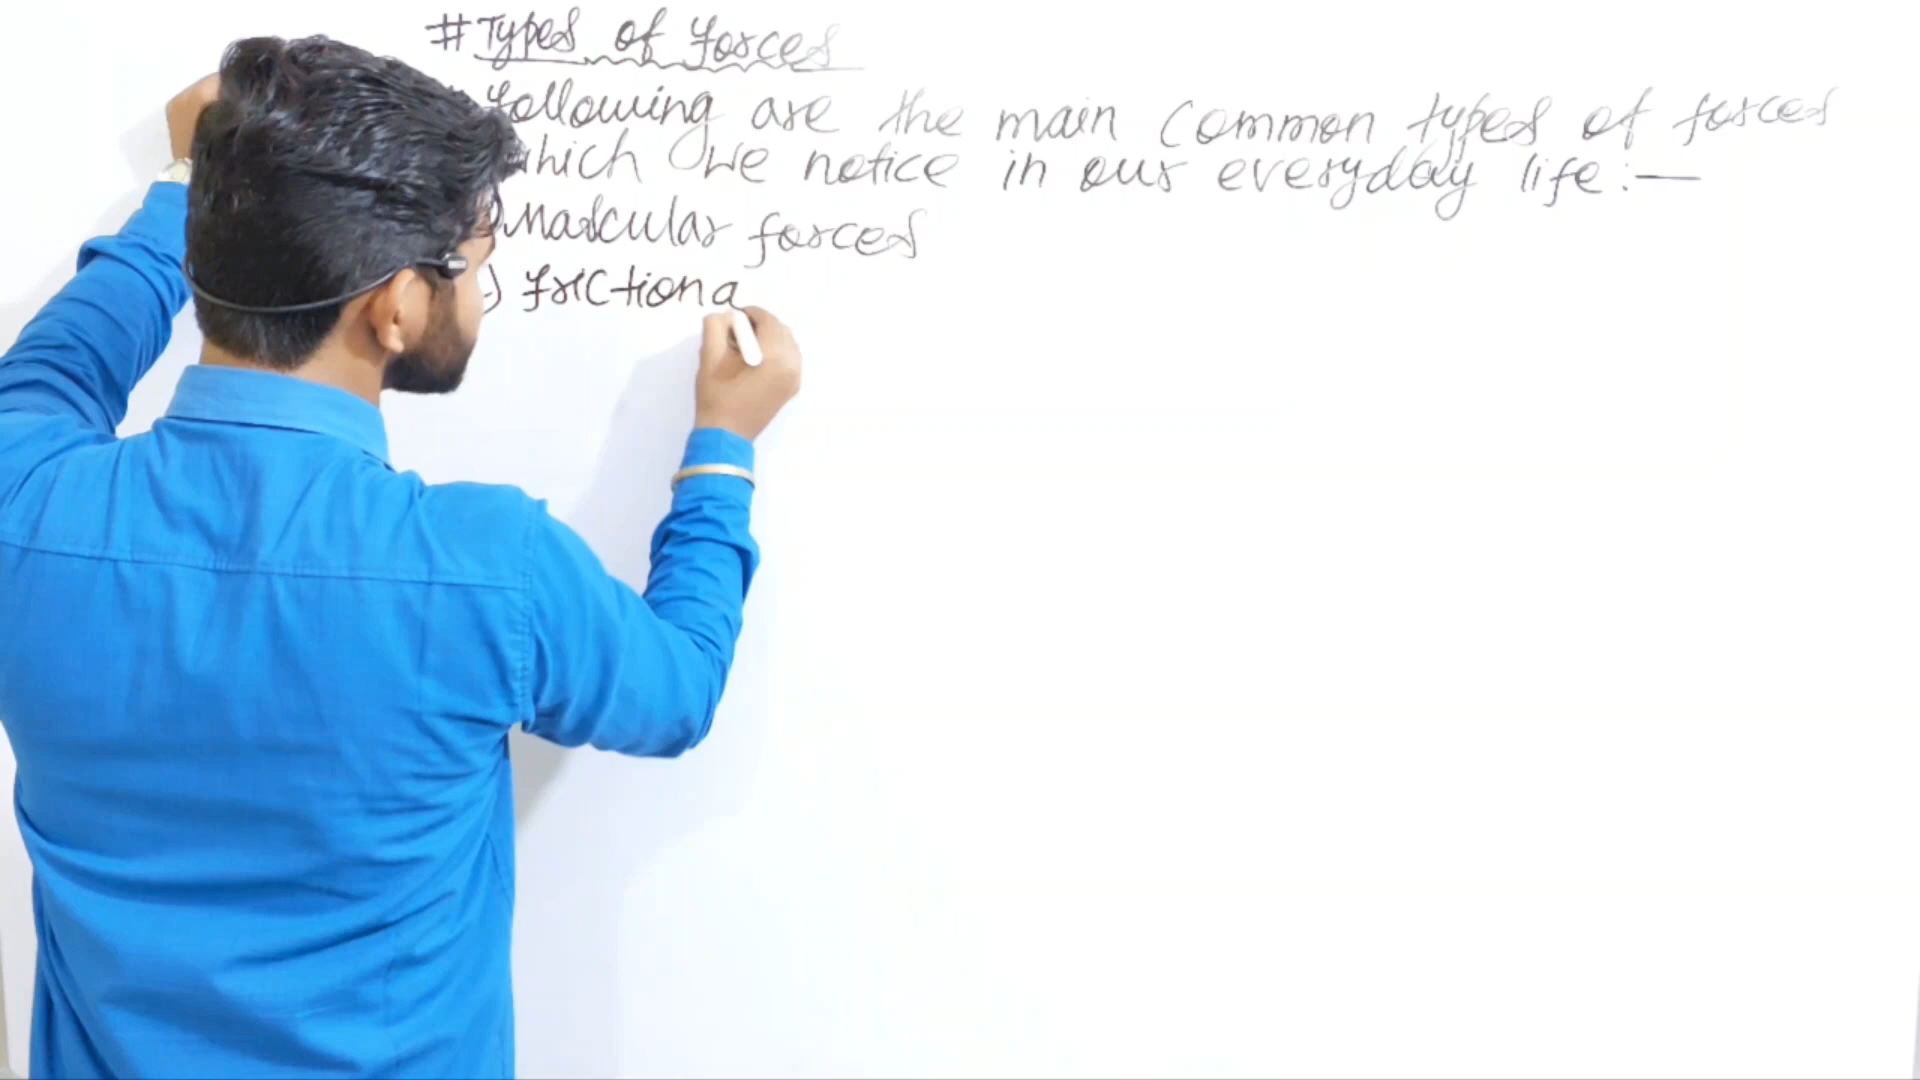 # Types of forces
following are the main common types of forces
which we notice in our everyday life:—
Mascular forces
) frictiona